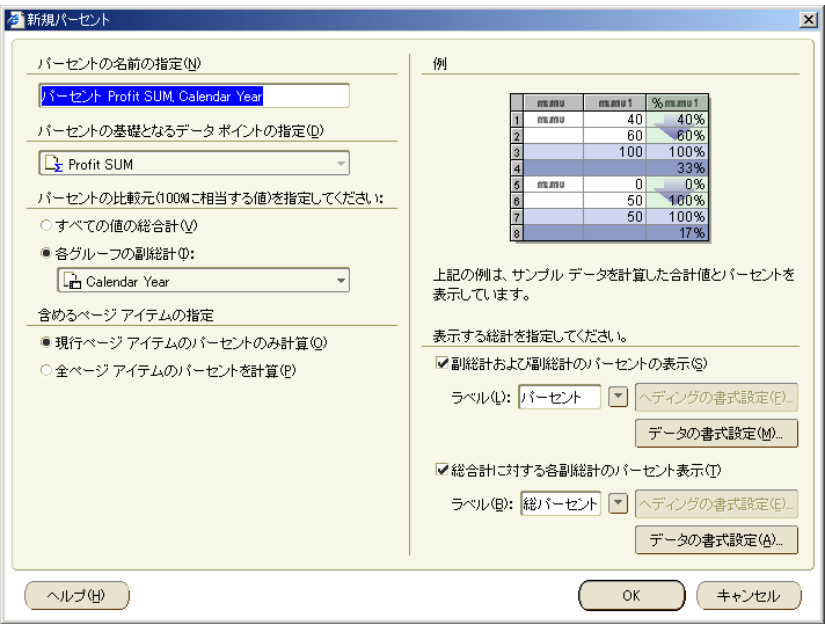 新規パーセント
パーセントの名前の指定(N)
パーセント Profit SUM, Calendar Year
パーセントの基礎となるデータ ポイントの指定(D)
Profit SUM
パーセントの比較元(100%に相当する値)を指定してください:
すべての値の総合計(V)
各グループの副総計(I):
Calendar Year
含めるページ アイテムの指定
現行ページ アイテムのパーセントのみ計算(O)
全ページ アイテムのパーセントを計算(P)
例
1 40 40%
2 60 60%
3 100 100%
4 33%
5 0 0%
6 50 100%
7 50 100%
8 17%
上記の例は、サンプル データを計算した合計値とパーセントを
表示しています。
表示する総計を指定してください。
副総計および副総計のパーセントの表示(S)
ラベル(L): パーセント ヘディングの書式設定(F)...
データの書式設定(M)...
総合計に対する各副総計のパーセント表示(T)
ラベル(B): 総パーセント ヘディングの書式設定(E)...
データの書式設定(A)...
ヘルプ(H) OK キャンセル